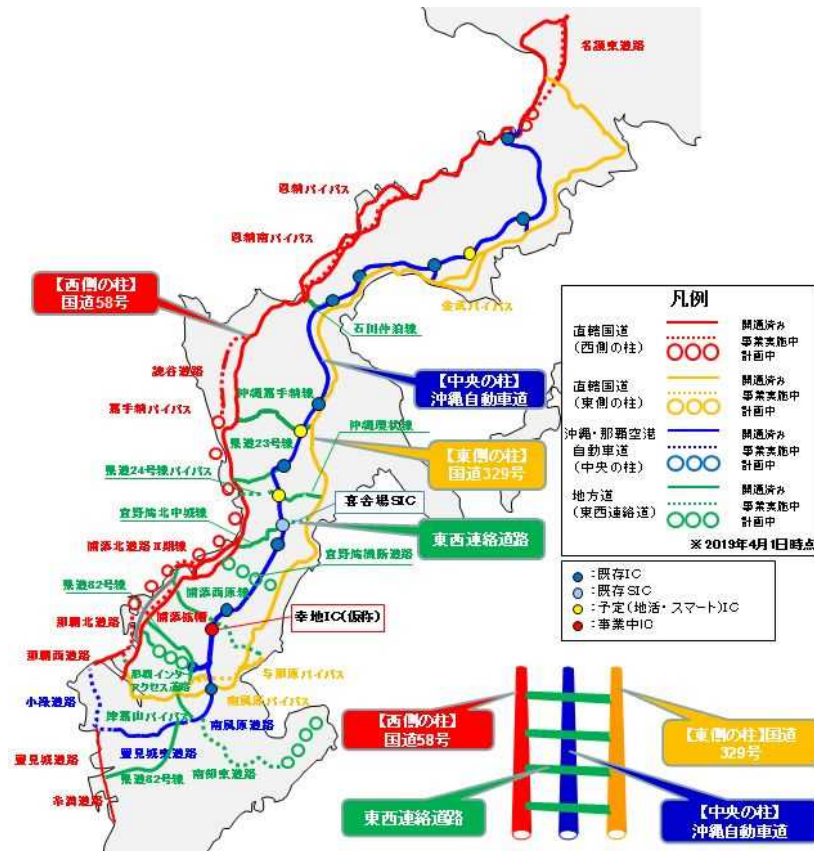 名護東道路
恩納バイパス
恩納南バイパス
【西側の柱】
国道58号
金武バイパス
石川仲泊線
読谷道路
嘉手納バイパス
沖縄嘉手納線
【中央の柱】
沖縄自動車道
県道23号線
沖縄環状線
【東側の柱】
国道329号
県道24号線バイパス
喜舎場SIC
宜野湾北中城線
東西連絡道路
浦添北道路Ⅱ期線
宜野湾横断道路
県道82号線
浦添西原線
那覇北道路
浦添拡幅
幸地IC(仮称)
那覇西道路
那覇インター
アクセス道路
与那原バイパス
小禄道路
南風原バイパス
津嘉山バイパス
南風原道路
豊見城東道路
豊見城道路
県道82号線
南部東道路
糸満道路
凡例
直轄国道
(西側の柱)
開通済み
事業実施中
計画中
直轄国道
(東側の柱)
開通済み
事業実施中
計画中
沖縄・那覇空港
自動車道
(中央の柱)
開通済み
事業実施中
計画中
地方道
(東西連絡道)
開通済み
事業実施中
計画中
※2019年4月1日時点
:既存IC
:既存SIC
:予定(地活・スマート)IC
:事業中IC
【西側の柱】
国道58号
【東側の柱】国道
329号
東西連絡道路
【中央の柱】
沖縄自動車道